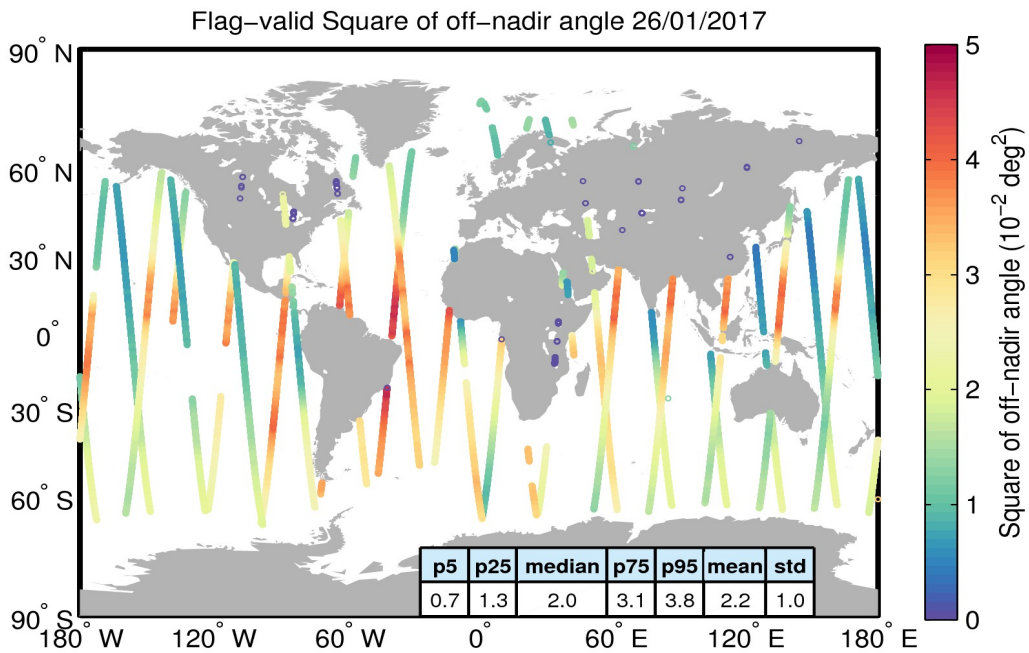 Flag−valid Square of off−nadir angle 26/01/2017
90° N
60° N
30° N
0°
30° S
60° S
90° S
180° W
120° W
60° W
0°
60° E
120° E
180° E
p5 p25 median p75 p95 mean std
0.7 1.3 2.0 3.1 3.8 2.2 1.0
5
4
3
2
1
0
Square of off−nadir angle (10⁻² deg²)